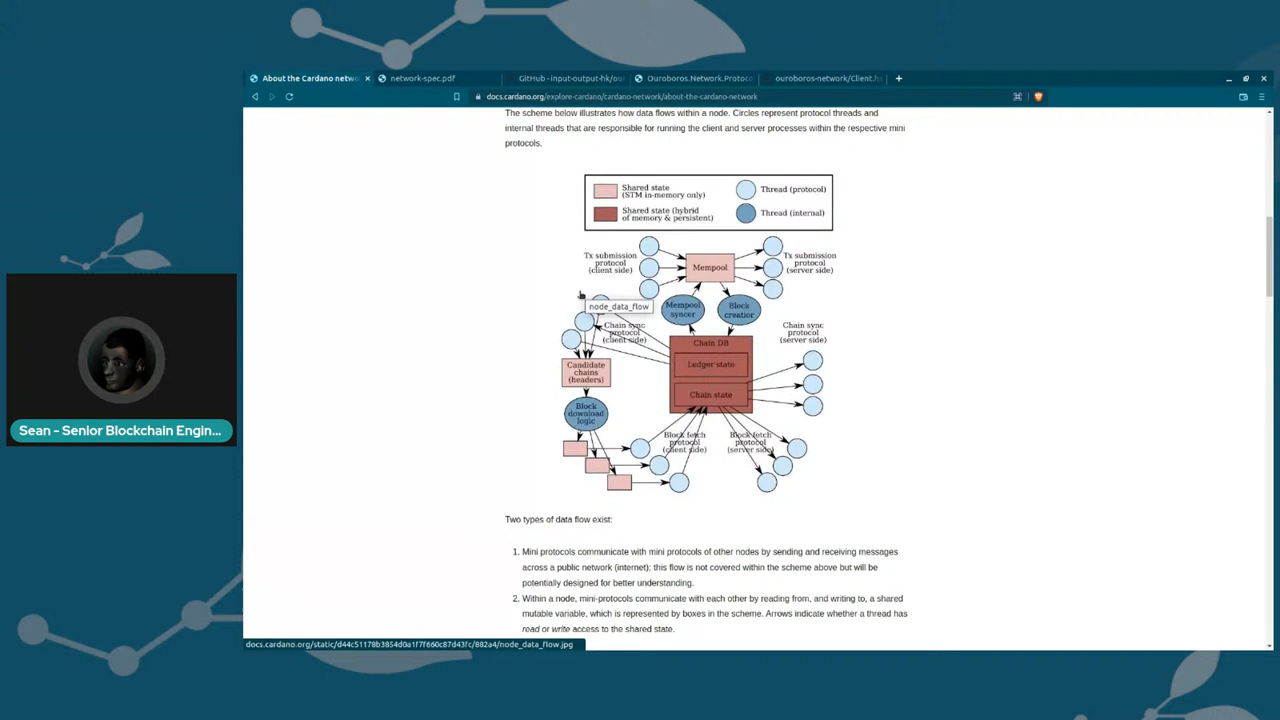 About the Cardano netw
network-spec.pdf
GitHub - input-output-hk/ou
Ouroboros.Network.Protoco
ouroboros-network/Client.h
docs.cardano.org/explore-cardano/cardano-network/about-the-cardano-network
The scheme below illustrates how data flows within a node. Circles represent protocol threads and
internal threads that are responsible for running the client and server processes within the respective mini
protocols.
Shared state
(STM in-memory only)
Thread (protocol)
Shared state (hybrid
of memory & persistent)
Thread (internal)
Tx submission
protocol
(client side)
Mempool
Tx submission
protocol
(server side)
node_data_flow
Mempool
syncer
Block
creatior
Chain sync
protocol
(client side)
Chain sync
protocol
(server side)
Chain DB
Ledger state
Chain state
Candidate
chains
(headers)
Block
download
logic
Block fetch
protocol
(client side)
Block fetch
protocol
(server side)
Sean - Senior Blockchain Engin...
Two types of data flow exist:
1. Mini protocols communicate with mini protocols of other nodes by sending and receiving messages
across a public network (internet); this flow is not covered within the scheme above but will be
potentially designed for better understanding.
2. Within a node, mini-protocols communicate with each other by reading from, and writing to, a shared
mutable variable, which is represented by boxes in the scheme. Arrows indicate whether a thread has
read or write access to the shared state.
docs.cardano.org/static/d44c51178b3854d0a1f7f660c87d43fc/882a4/node_data_flow.jpg